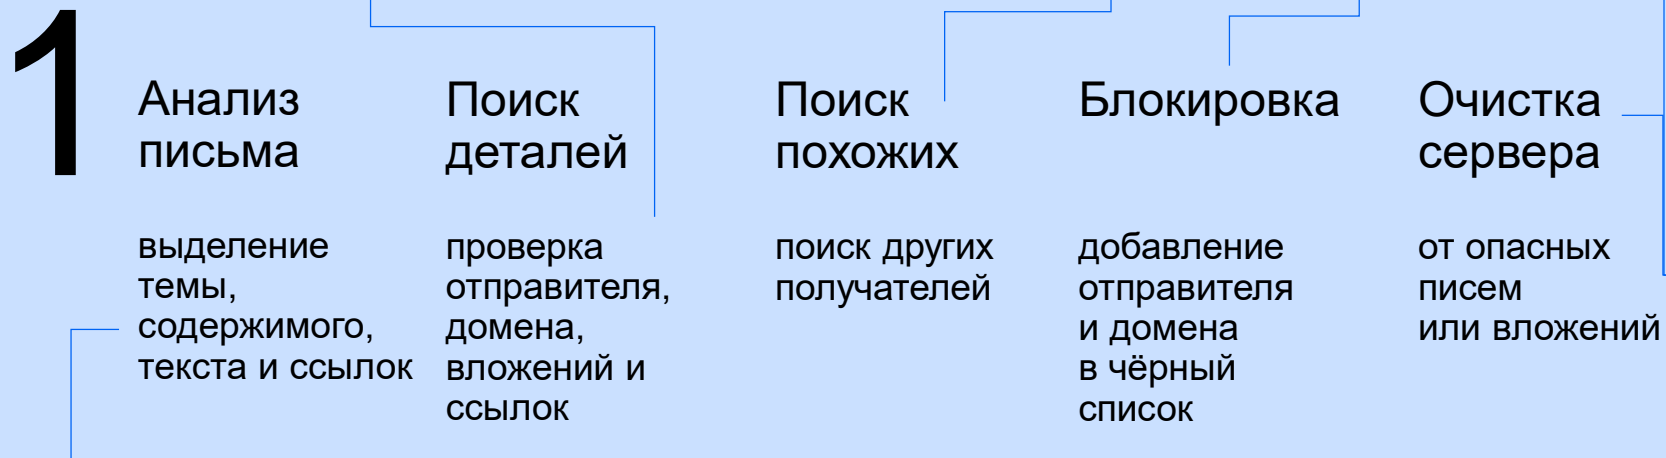 1
Анализ
письма
выделение
темы,
содержимого,
текста и ссылок
Поиск
деталей
проверка
отправителя,
домена,
вложений и
ссылок
Поиск
похожих
поиск других
получателей
Блокировка
добавление
отправителя
и домена
в чёрный
список
Очистка
сервера
от опасных
писем
или вложений